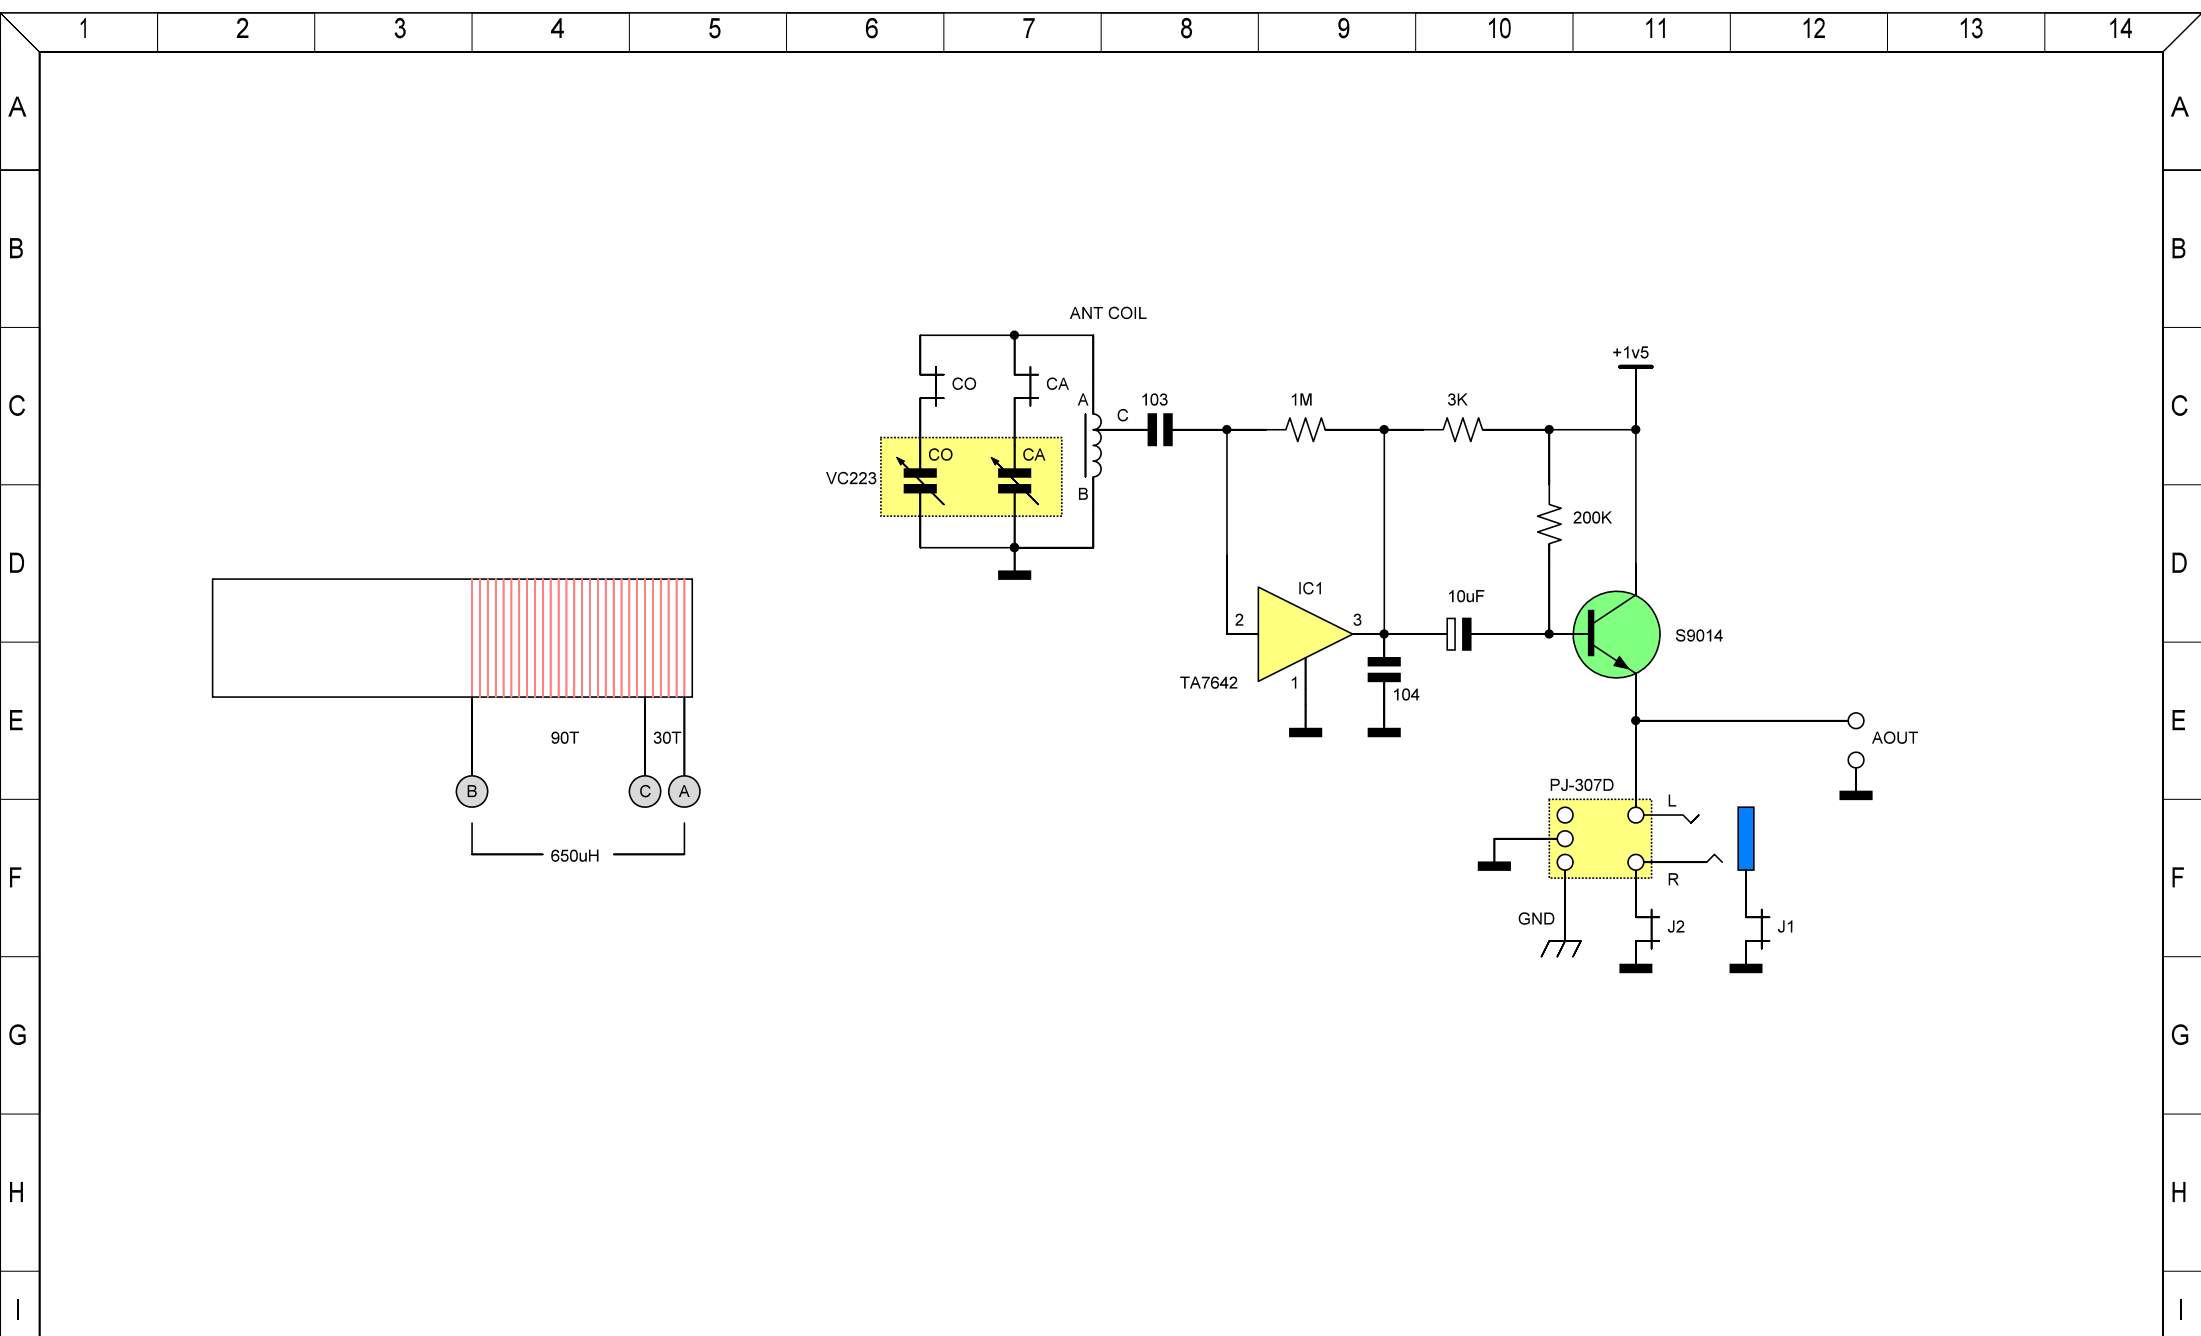 1 2 3 4 5 6 7 8 9 10 11 12 13 14
A A
B B
ANT COIL
+1v5
CO CA
C A C 103 1M 3K C
CO CA
VC223
B
200K
D D
IC1 10uF
2 3
S9014
TA7642 1 104
E 90T 30T E
AOUT
PJ-307D
B C A
L
650uH
F R F
GND J2 J1
G G
H H
I I